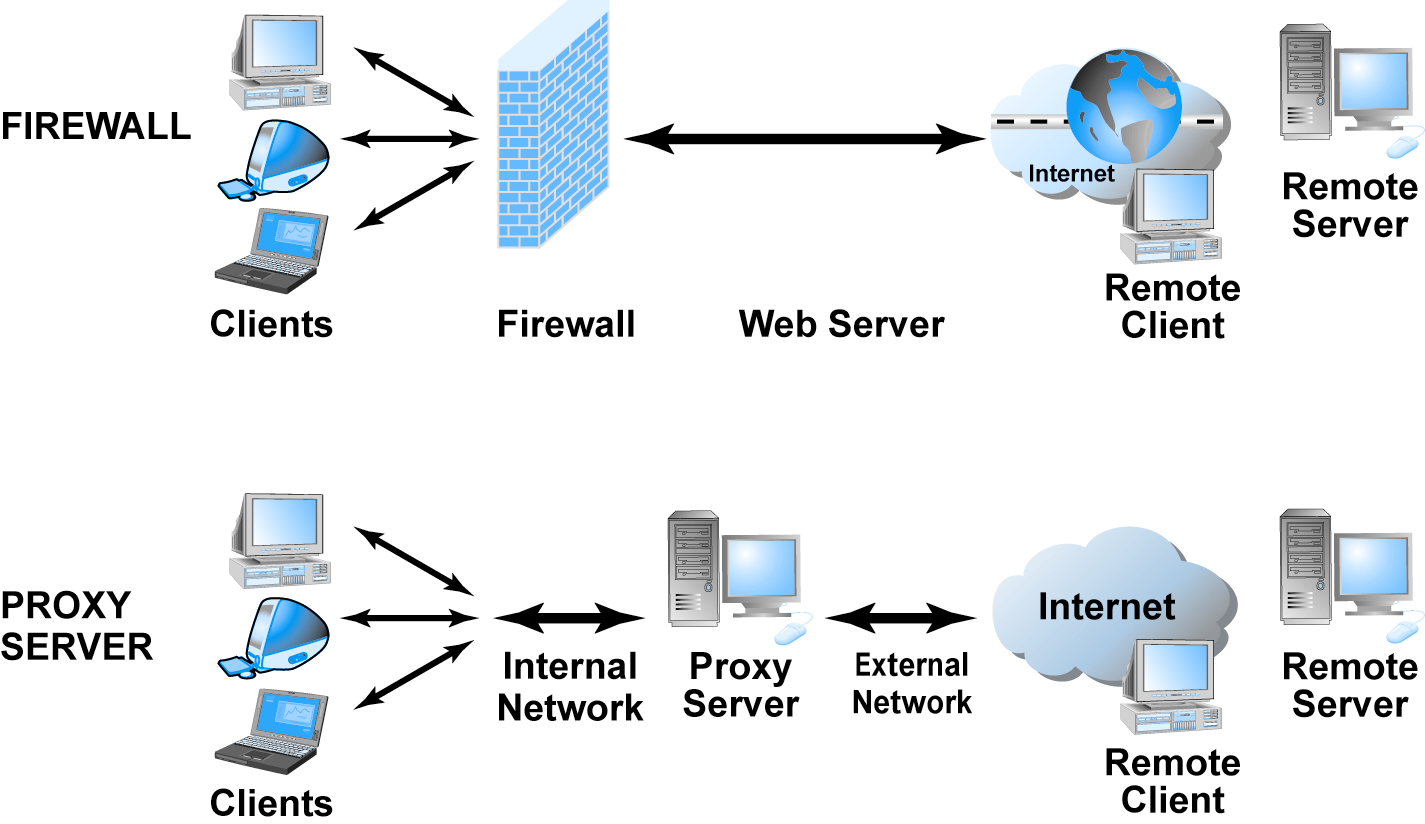 FIREWALL
Internet
Remote
Server
Remote
Client
Clients
Firewall
Web Server
PROXY
SERVER
Internet
Internal
Network
Proxy
Server
External
Network
Remote
Server
Remote
Client
Clients